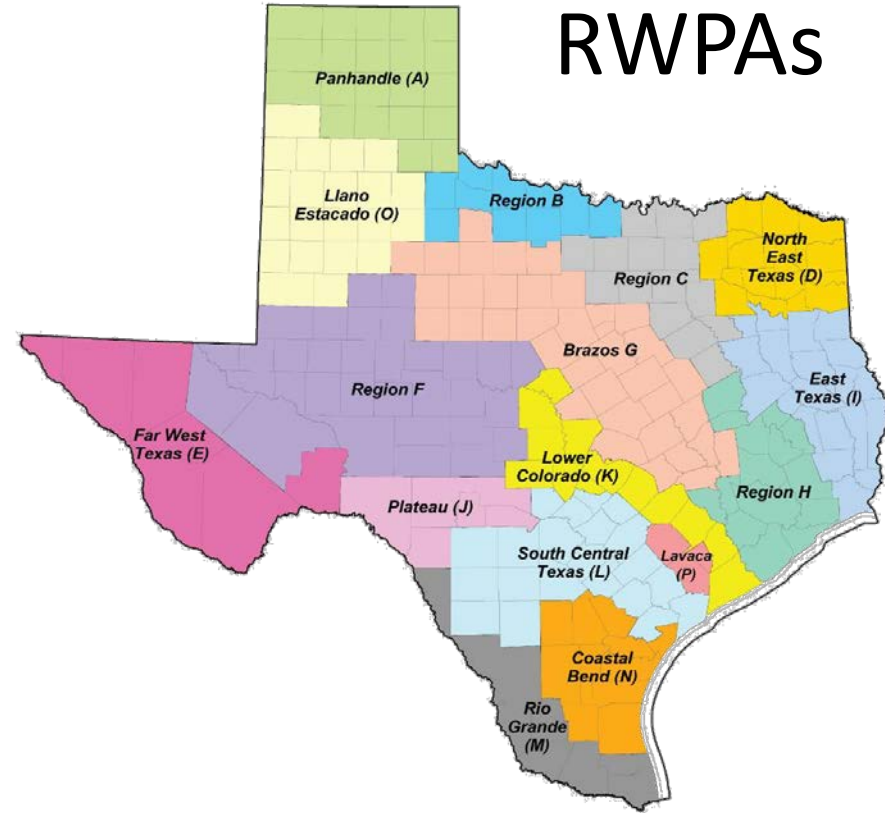 RWPAs
Panhandle (A)
Llano
Estacado (O)
Region B
North
East
Texas (D)
Region C
Brazos G
Region F
East
Texas (I)
Far West
Texas (E)
Lower
Colorado (K)
Region H
Plateau (J)
South Central
Texas (L)
Lavaca
(P)
Coastal
Bend (N)
Rio
Grande
(M)